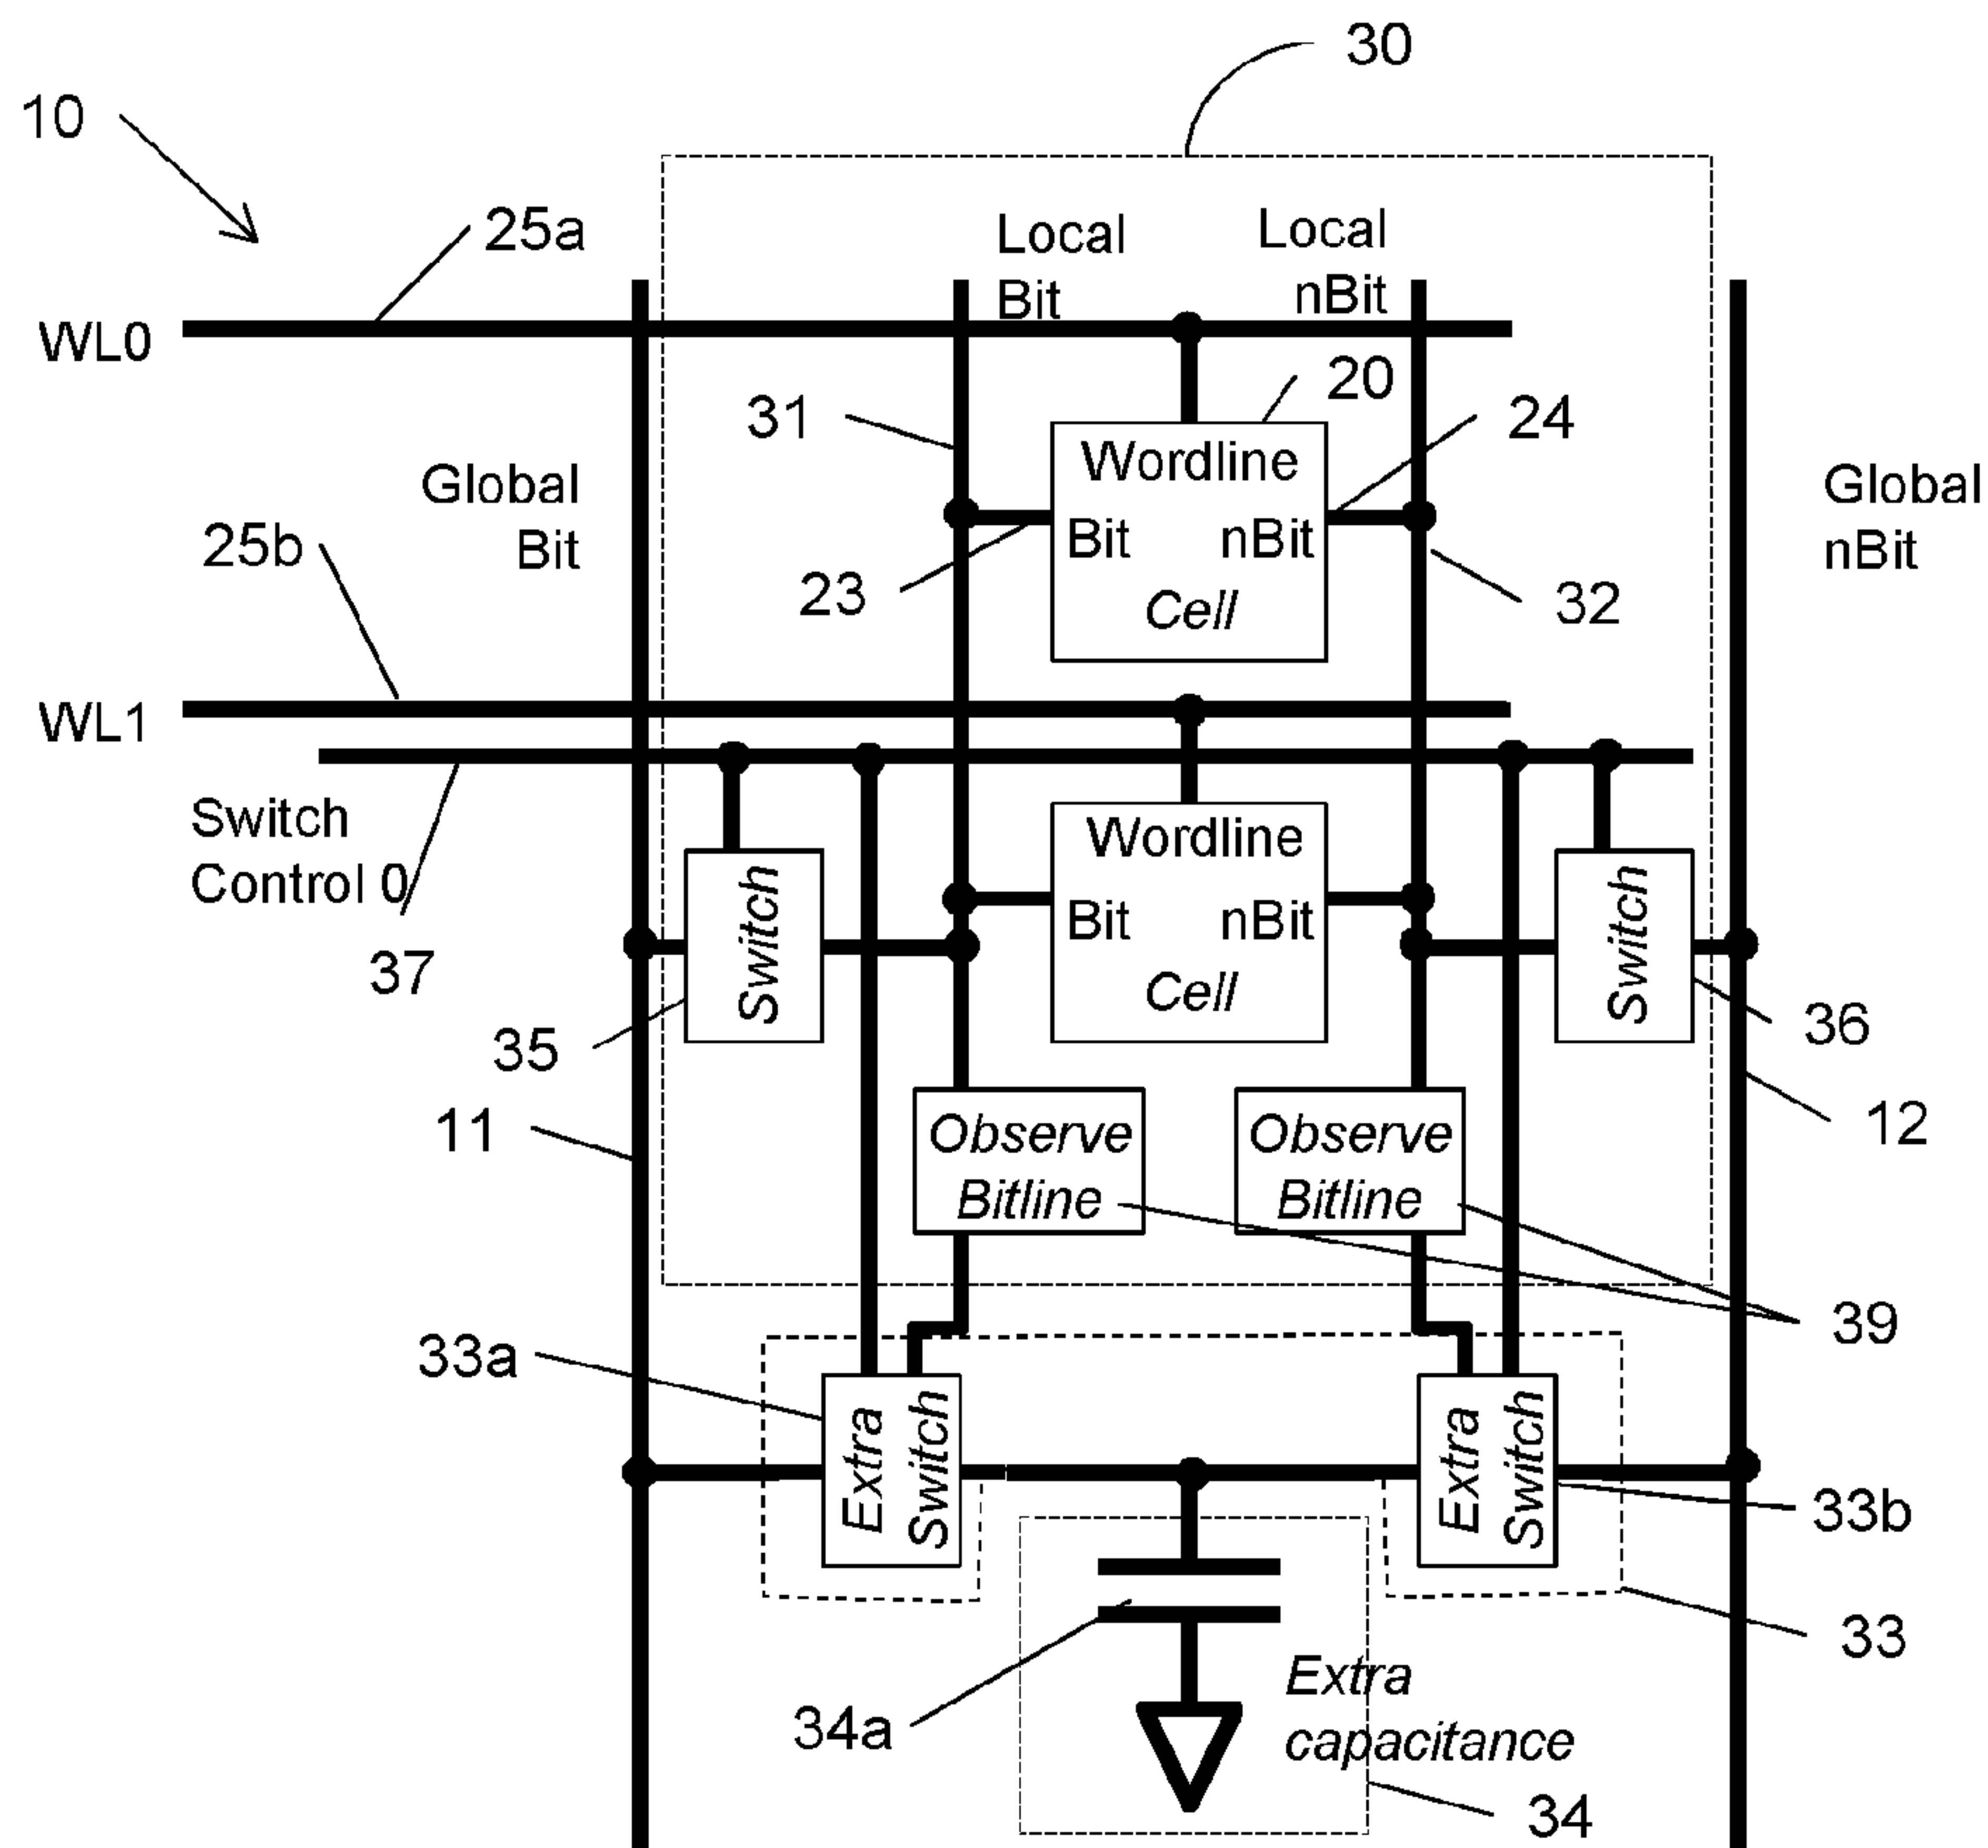 30
10
25a
Local
Bit
Local
nBit
WL0
20
31
24
Wordline
Global
Bit
Global
nBit
25b
Bit
nBit
23
Cell
32
WL1
Switch
Control 0
Wordline
Switch
Switch
Bit
nBit
37
Cell
35
36
11
12
Observe
Bitline
Observe
Bitline
39
33a
Extra
Switch
Extra
Switch
33b
33
Extra
capacitance
34a
34